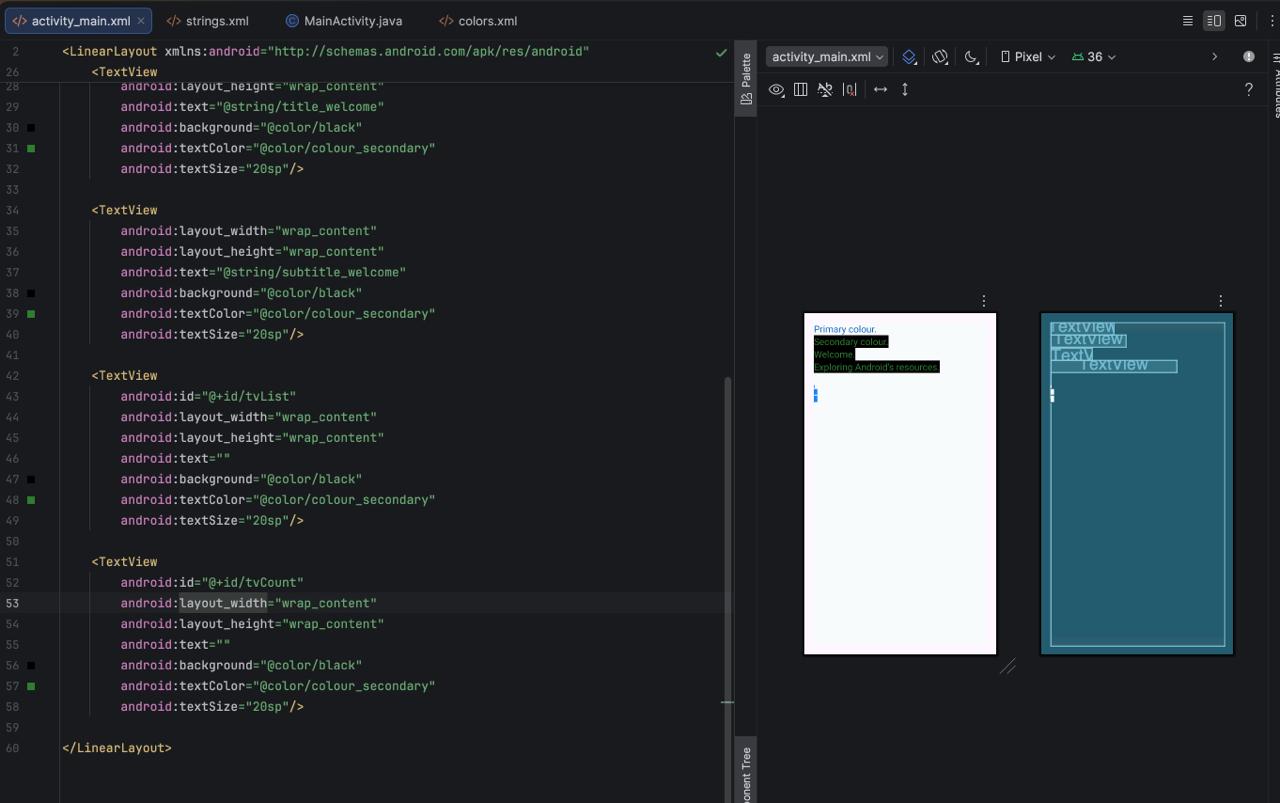 activity_main.xml
strings.xml
MainActivity.java
colors.xml
2 <LinearLayout xmlns:android="http://schemas.android.com/apk/res/android"
26 <TextView
28 android:layout_height="wrap_content"
29 android:text="@string/title_welcome"
30 android:background="@color/black"
31 android:textColor="@color/colour_secondary"
32 android:textSize="20sp"/>
33
34 <TextView
35 android:layout_width="wrap_content"
36 android:layout_height="wrap_content"
37 android:text="@string/subtitle_welcome"
38 android:background="@color/black"
39 android:textColor="@color/colour_secondary"
40 android:textSize="20sp"/>
41
42 <TextView
43 android:id="@+id/tvList"
44 android:layout_width="wrap_content"
45 android:layout_height="wrap_content"
46 android:text=""
47 android:background="@color/black"
48 android:textColor="@color/colour_secondary"
49 android:textSize="20sp"/>
50
51 <TextView
52 android:id="@+id/tvCount"
53 android:layout_width="wrap_content"
54 android:layout_height="wrap_content"
55 android:text=""
56 android:background="@color/black"
57 android:textColor="@color/colour_secondary"
58 android:textSize="20sp"/>
59
60 </LinearLayout>
Palette
activity_main.xml
Pixel
36
?
Attributes
Primary colour.
Secondary colour.
Welcome.
Exploring Android's resources.
TextView
TextView
TextV
TextView
onent Tree